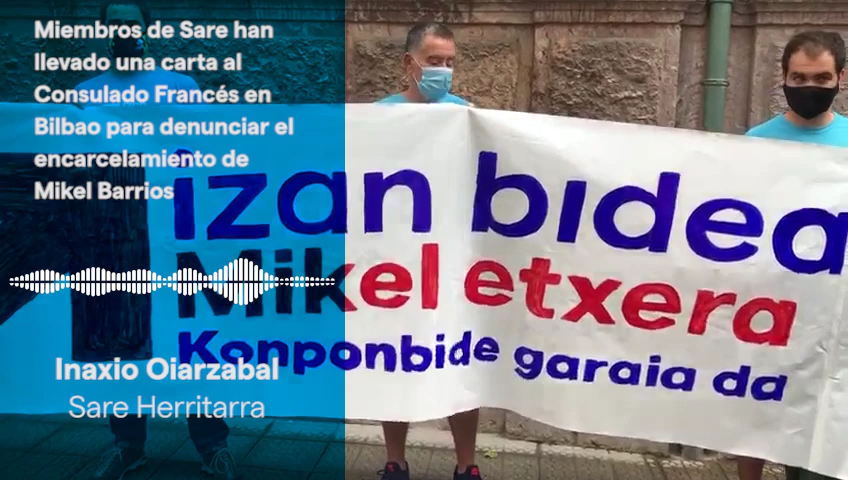 Miembros de Sare han
llevado una carta al
Consulado Francés en
Bilbao para denunciar el
encarcelamiento de
Mikel Barrios
izan bidea
Mikel etxera
Konponbide garaia da
Inaxio Oiarzabal
Sare Herritarra